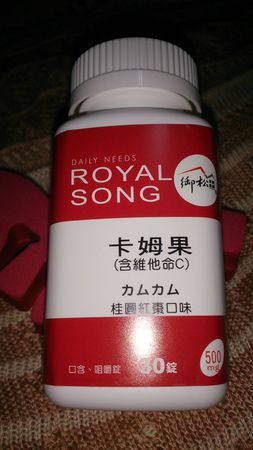 DAILY NEEDS
ROYAL
SONG
御松
卡姆果
(含維他命C)
カムカム
桂圓紅棗口味
口含、咀嚼錠
30錠
500
mg